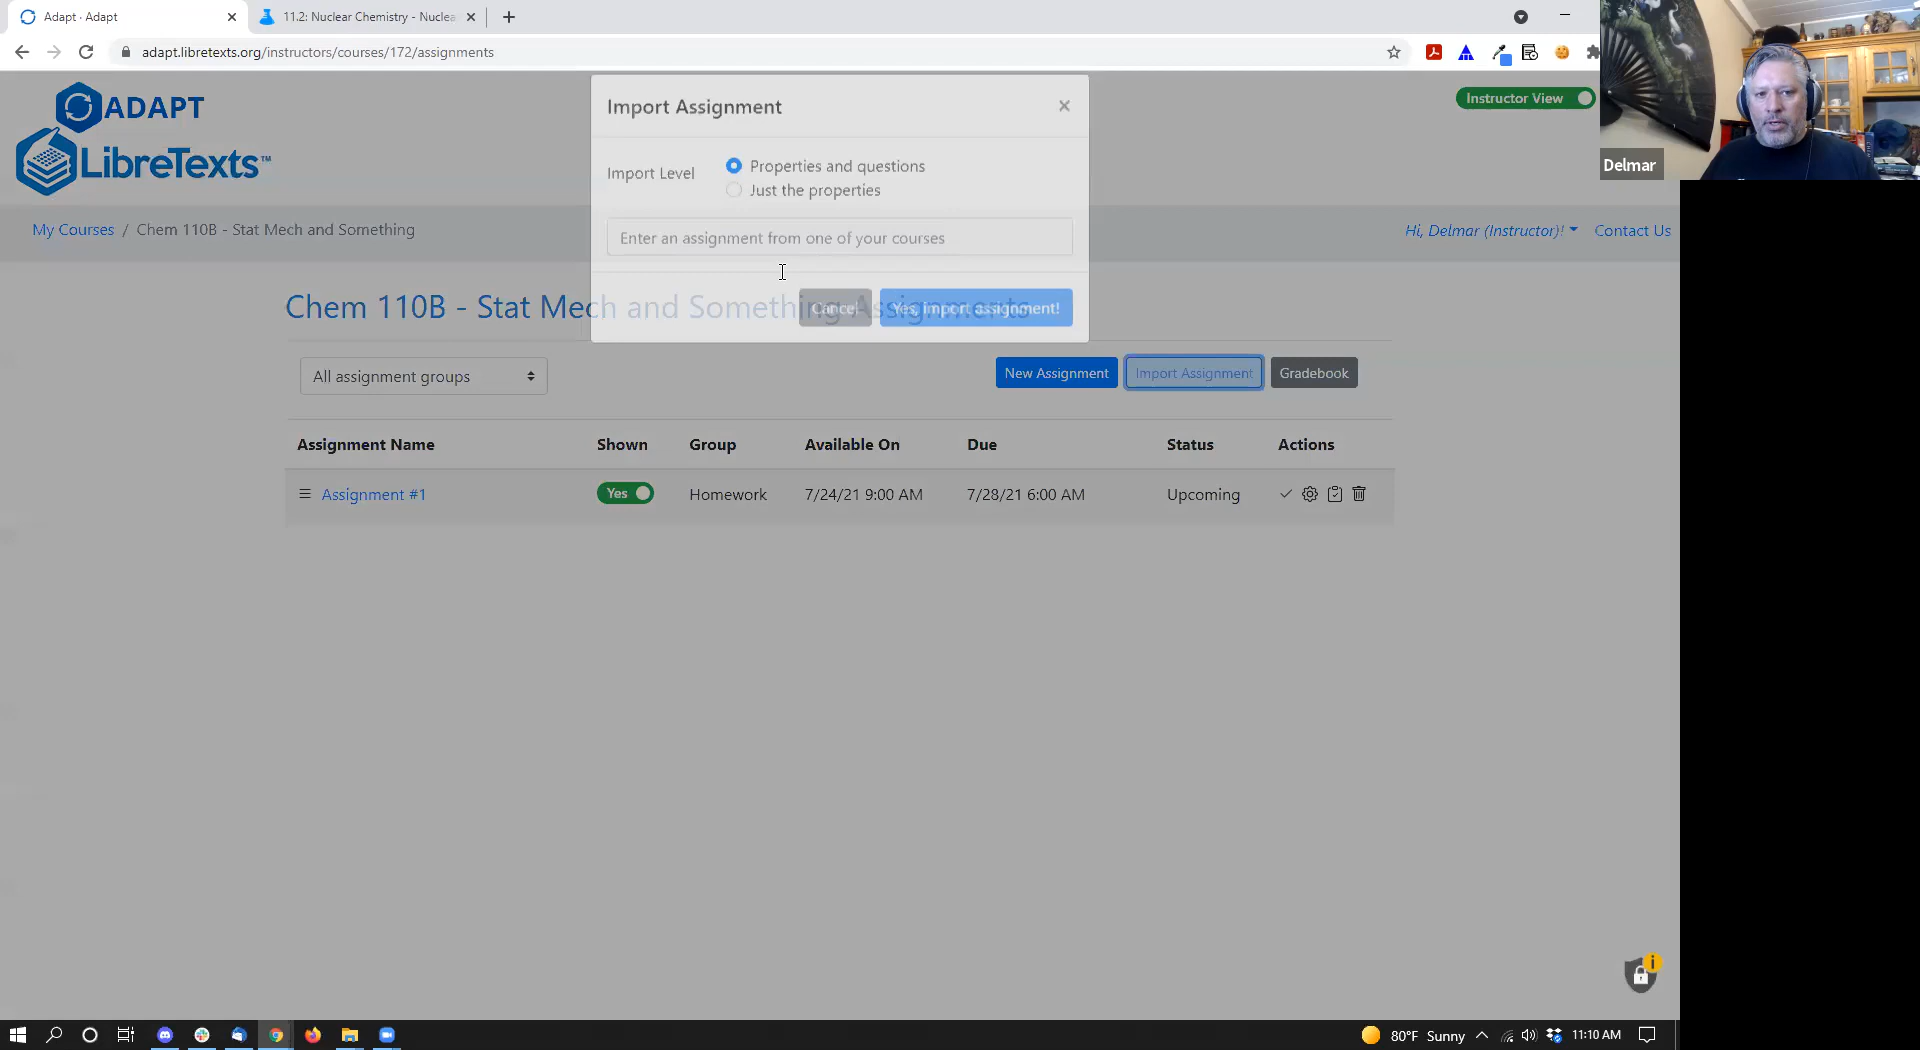 Adapt · Adapt
11.2: Nuclear Chemistry - Nuclea
adapt.libretexts.org/instructors/courses/172/assignments
ADAPT
LibreTexts™
Import Assignment
Instructor View
Import Level
Properties and questions
Just the properties
Delmar
My Courses / Chem 110B - Stat Mech and Something
Enter an assignment from one of your courses
Hi, Delmar (Instructor)!
Contact Us
Chem 110B - Stat Mech and Something Assignments
Cancel
Yes, import assignment!
All assignment groups
New Assignment
Import Assignment
Gradebook
Assignment Name Shown Group Available On Due Status Actions
Assignment #1 Yes Homework 7/24/21 9:00 AM 7/28/21 6:00 AM Upcoming
80°F Sunny
11:10 AM